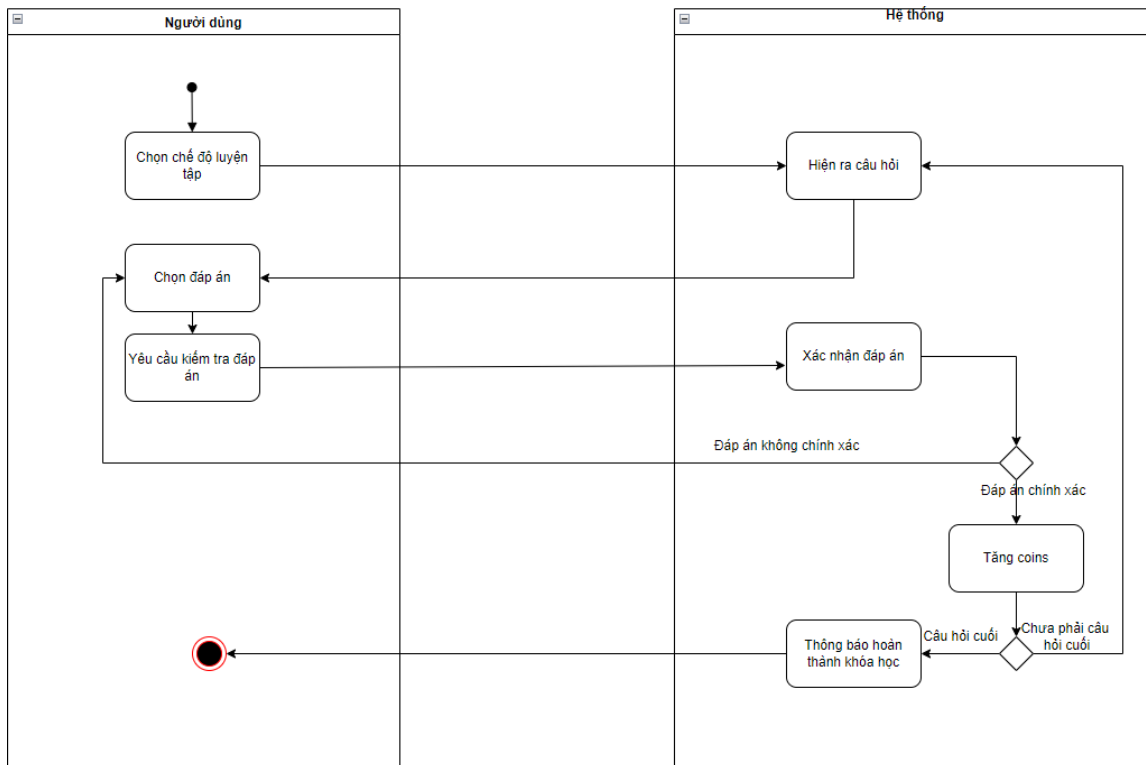 Người dùng
Hệ thống
Chọn chế độ luyện
tập
Hiện ra câu hỏi
Chọn đáp án
Yêu cầu kiểm tra đáp
án
Xác nhận đáp án
Đáp án không chính xác
Đáp án chính xác
Tăng coins
Câu hỏi cuối
Chưa phải câu
hỏi cuối
Thông báo hoàn
thành khóa học